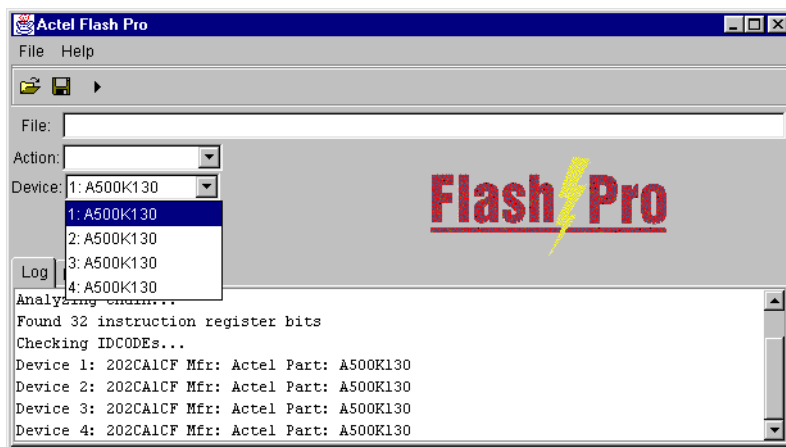 Actel Flash Pro
File Help
File:
Action:
Device: 1: A500K130
1: A500K130
2: A500K130
3: A500K130
4: A500K130
Flash Pro
Log
Analyzing chain...
Found 32 instruction register bits
Checking IDCODEs...
Device 1: 202CA1CF Mfr: Actel Part: A500K130
Device 2: 202CA1CF Mfr: Actel Part: A500K130
Device 3: 202CA1CF Mfr: Actel Part: A500K130
Device 4: 202CA1CF Mfr: Actel Part: A500K130